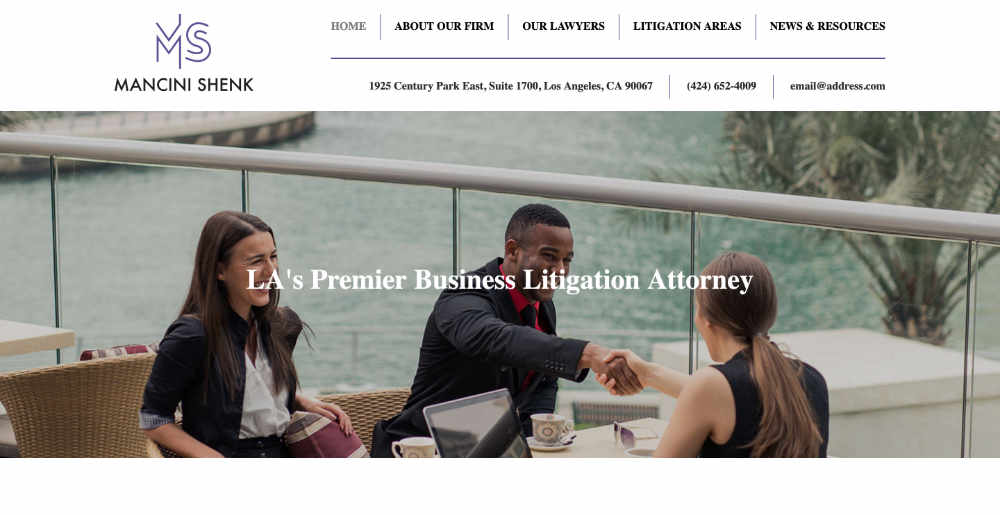 MS
MANCINI SHENK
HOME
ABOUT OUR FIRM
OUR LAWYERS
LITIGATION AREAS
NEWS & RESOURCES
1925 Century Park East, Suite 1700, Los Angeles, CA 90067
(424) 652-4009
email@address.com
LA's Premier Business Litigation Attorney